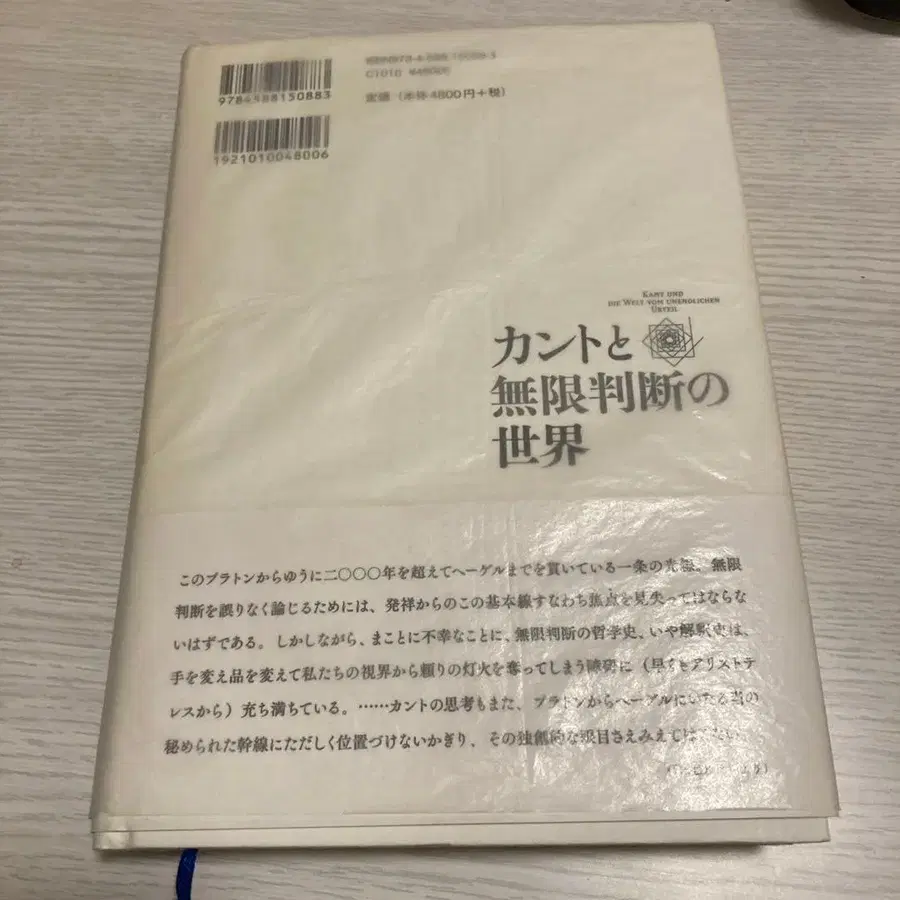 9784588150883
1921010048006
C1010 ¥4800E
定価（本体4800円＋税）
KANT UND
DIE WELT VOM UNENDLICHEN
URTEIL
カントと
無限判断の
世界
このプラトンからゆうに二〇〇〇年を超えてヘーゲルまでを貫いている一条の光線。無限
判断を誤りなく論じるためには、発祥からのこの基本線すなわち焦点を見失ってはならな
いはずである。しかしながら、まことに不幸なことに、無限判断の哲学史、いや解釈史は、
手を変え品を変えて私たちの視界から頼りの灯火を奪ってしまう障碍に（早くもアリストテ
レスから）充ち満ちている。……カントの思考もまた、プラトンからヘーゲルにいたる当の
秘められた幹線にただしく位置づけないかぎり、その独創的な眼目さえみえてはこない。